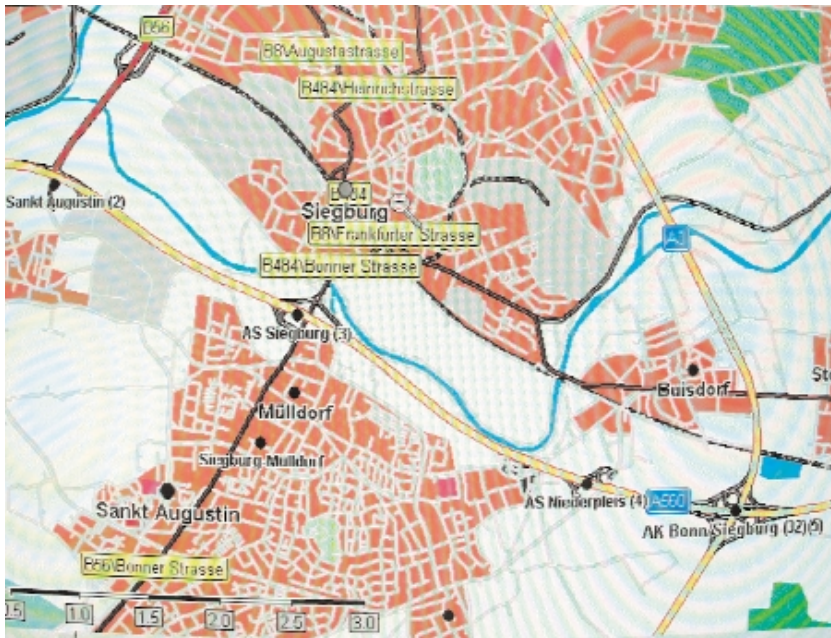 B56
B8\Augustastrasse
B484\Heinrichstrasse
Sankt Augustin (2)
B484
Siegburg
B8\Frankfurter Strasse
A3
B484\Bonner Strasse
AS Siegburg (3)
Buisdorf
Mülldorf
Siegburg-Mülldorf
Sankt Augustin
AS Niederpleis (4)
A560
AK Bonn/Siegburg (32)(5)
B56\Bonner Strasse
0.5 1.0 1.5 2.0 2.5 3.0